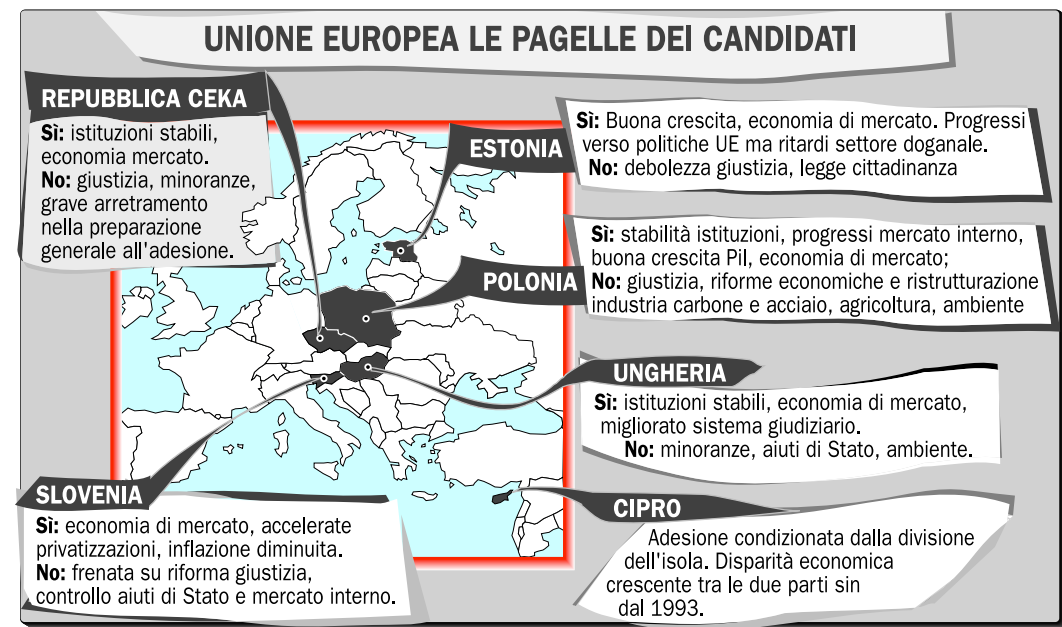 UNIONE EUROPEA LE PAGELLE DEI CANDIDATI
REPUBBLICA CEKA
Sì: istituzioni stabili,
economia mercato.
No: giustizia, minoranze,
grave arretramento
nella preparazione
generale all'adesione.
ESTONIA
Sì: Buona crescita, economia di mercato. Progressi
verso politiche UE ma ritardi settore doganale.
No: debolezza giustizia, legge cittadinanza
POLONIA
Sì: stabilità istituzioni, progressi mercato interno,
buona crescita Pil, economia di mercato;
No: giustizia, riforme economiche e ristrutturazione
industria carbone e acciaio, agricoltura, ambiente
UNGHERIA
Sì: istituzioni stabili, economia di mercato,
migliorato sistema giudiziario.
No: minoranze, aiuti di Stato, ambiente.
SLOVENIA
Sì: economia di mercato, accelerate
privatizzazioni, inflazione diminuita.
No: frenata su riforma giustizia,
controllo aiuti di Stato e mercato interno.
CIPRO
Adesione condizionata dalla divisione
dell'isola. Disparità economica
crescente tra le due parti sin
dal 1993.